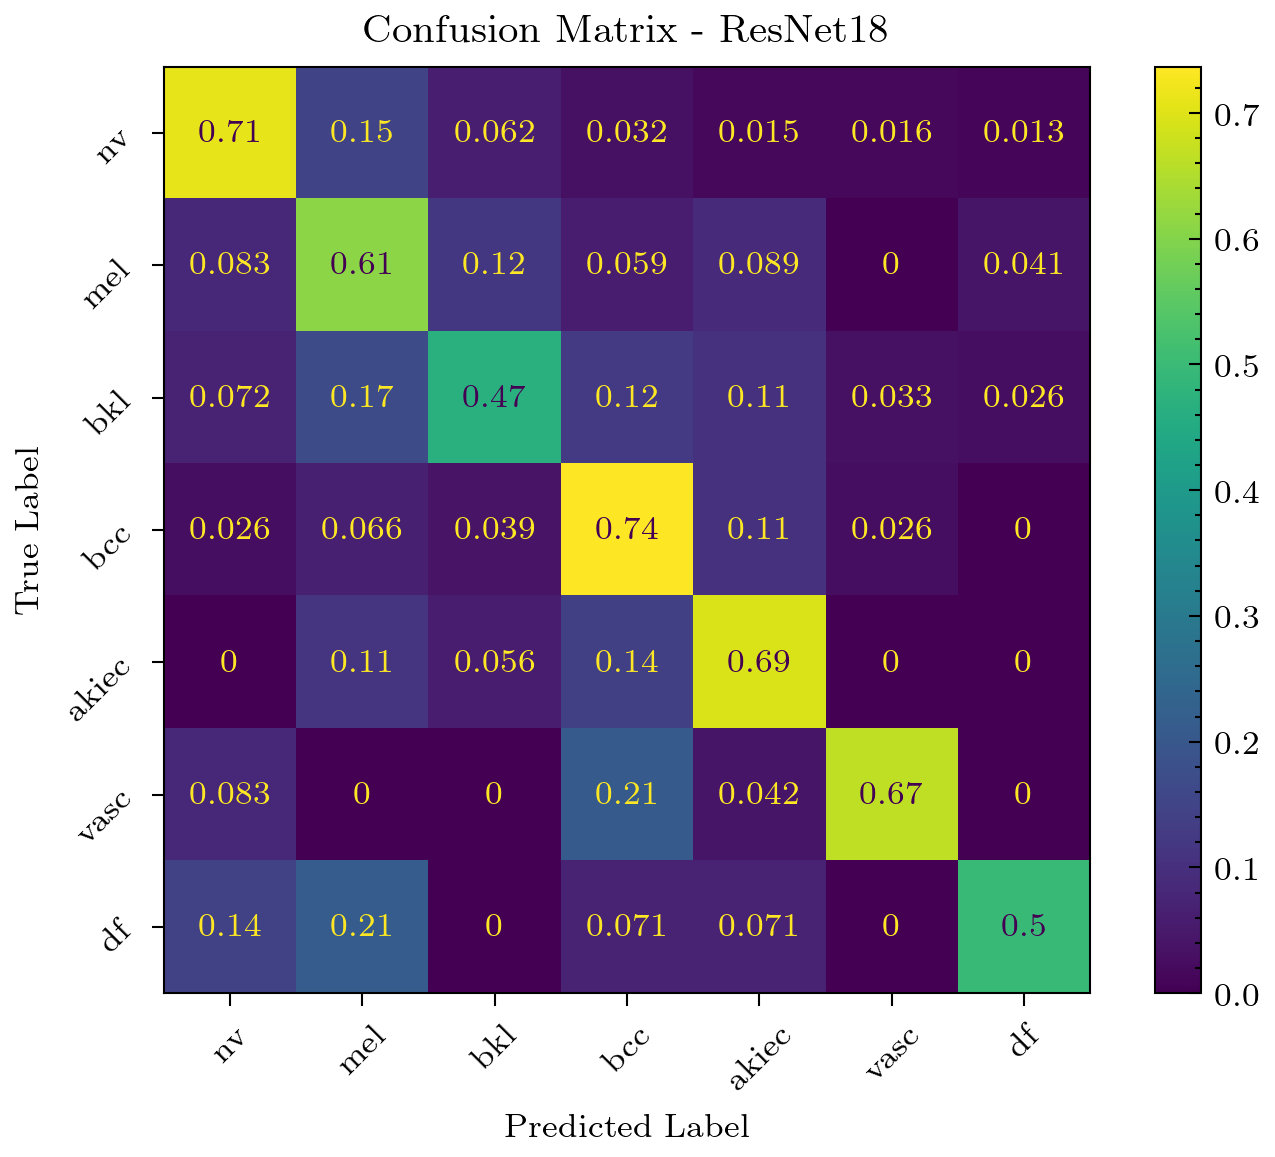 Confusion Matrix - ResNet18
nv 0.71 0.15 0.062 0.032 0.015 0.016 0.013
mel 0.083 0.61 0.12 0.059 0.089 0 0.041
bkl 0.072 0.17 0.47 0.12 0.11 0.033 0.026
bcc 0.026 0.066 0.039 0.74 0.11 0.026 0
akiec 0 0.11 0.056 0.14 0.69 0 0
vasc 0.083 0 0 0.21 0.042 0.67 0
df 0.14 0.21 0 0.071 0.071 0 0.5
nv mel bkl bcc akiec vasc df
Predicted Label
True Label
0.7
0.6
0.5
0.4
0.3
0.2
0.1
0.0